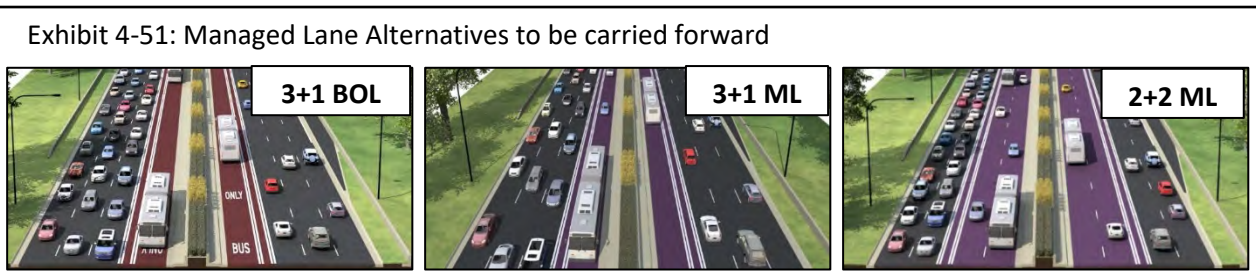 Exhibit 4-51: Managed Lane Alternatives to be carried forward
3+1 BOL
3+1 ML
2+2 ML
ONLY
BUS